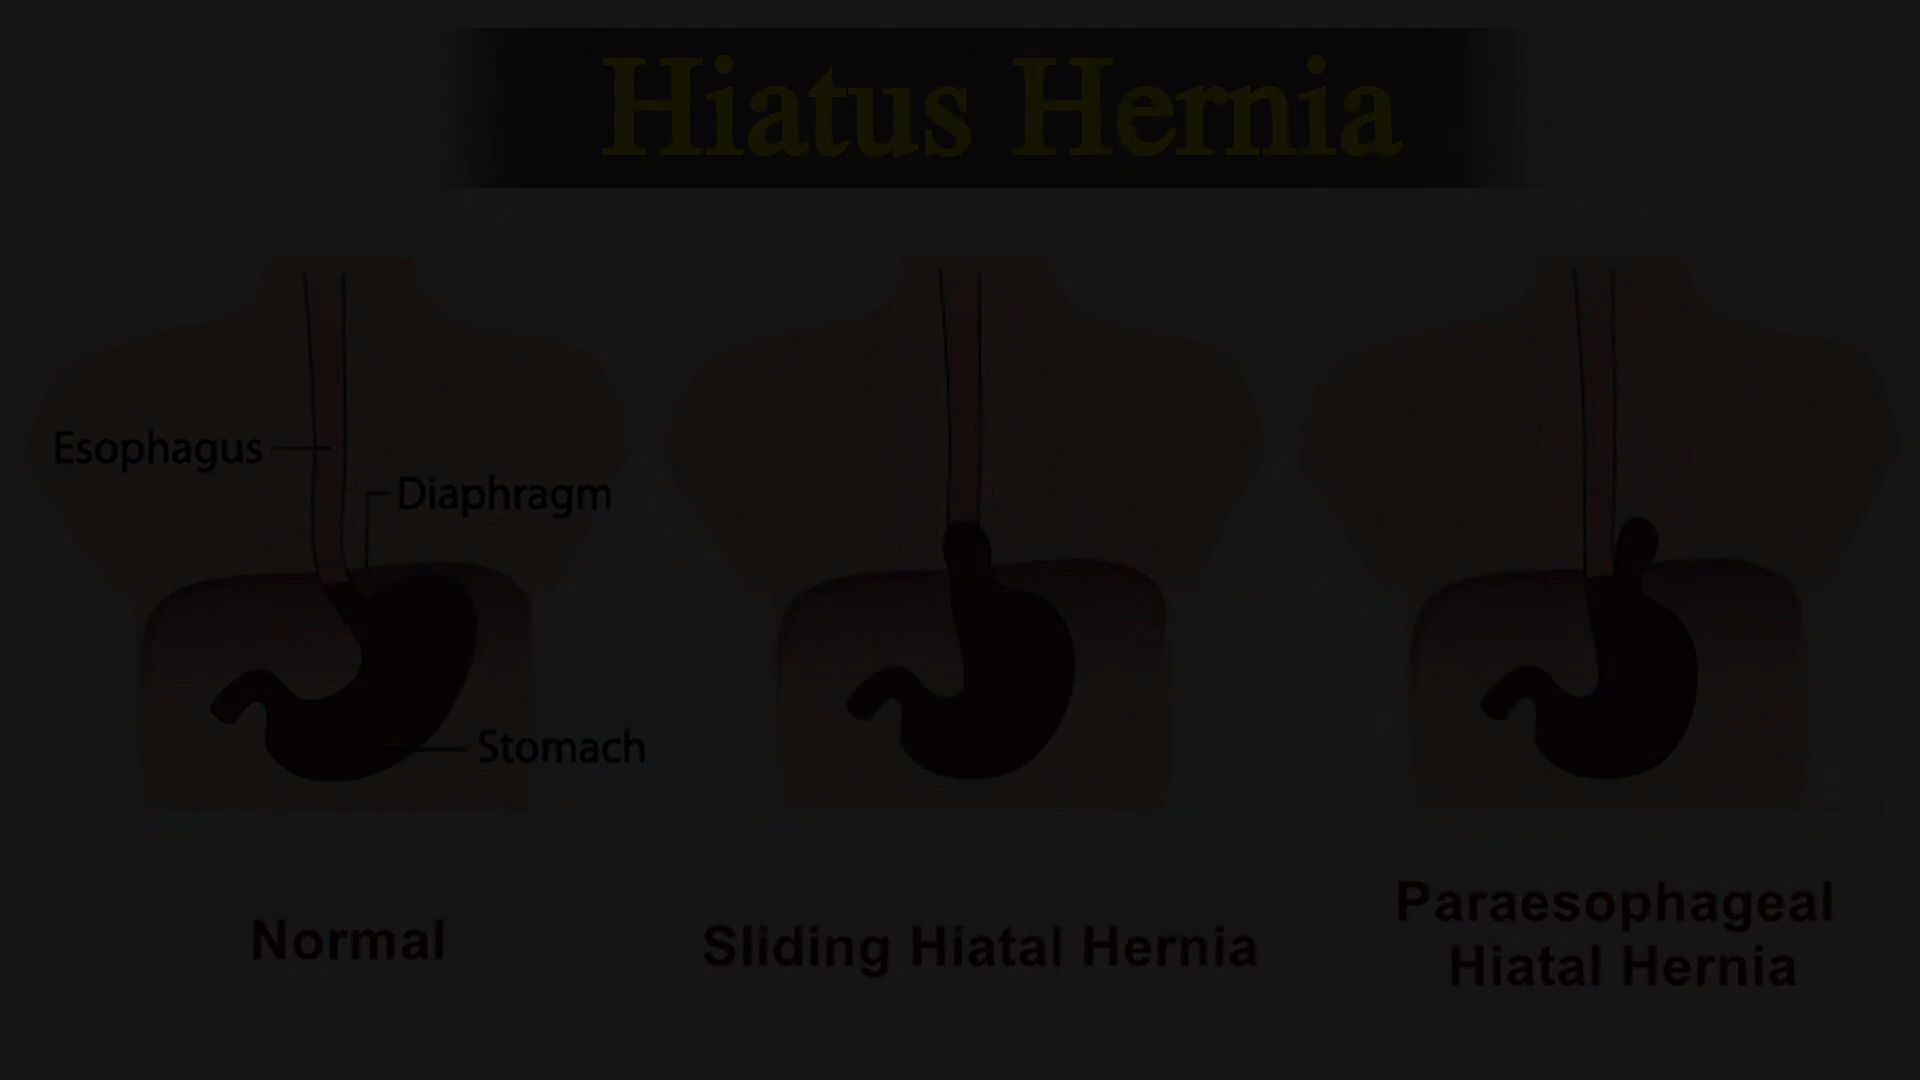 Hiatus Hernia
Esophagus
Diaphragm
Stomach
Normal
Sliding Hiatal Hernia
Paraesophageal
Hiatal Hernia